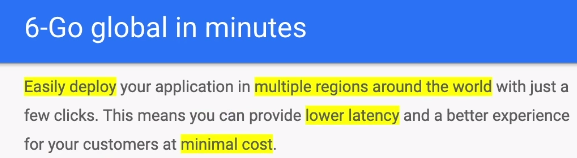 6-Go global in minutes
Easily deploy your application in multiple regions around the world with just a
few clicks. This means you can provide lower latency and a better experience
for your customers at minimal cost.